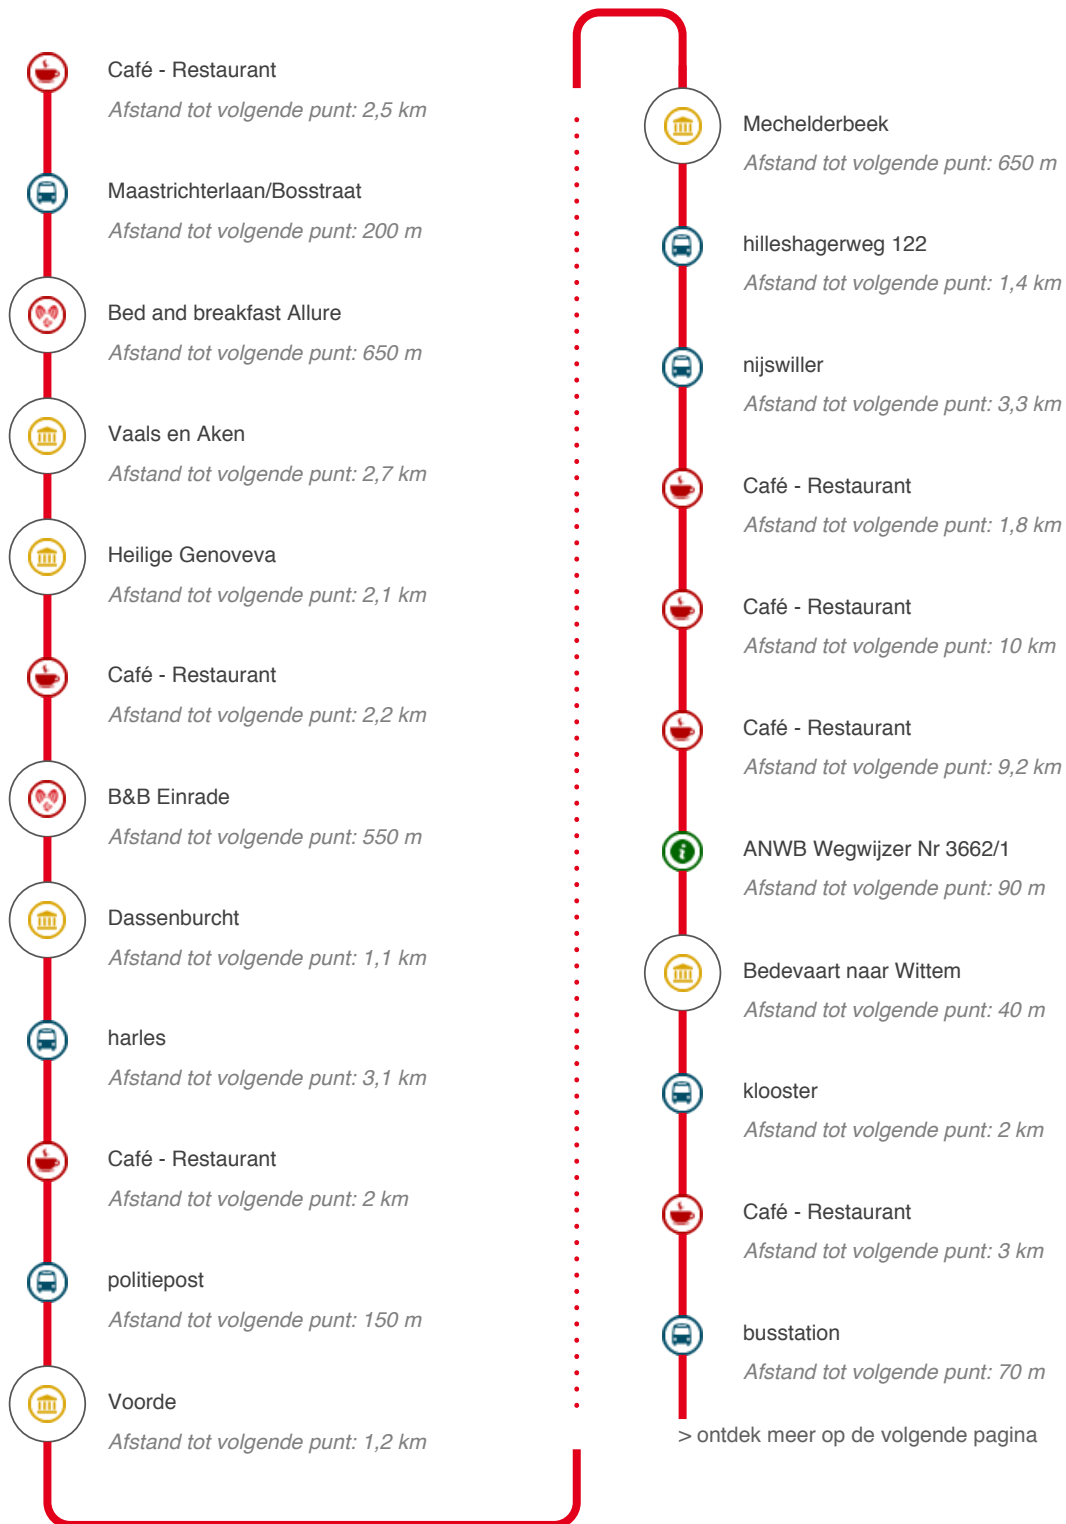 Café - Restaurant
Afstand tot volgende punt: 2,5 km
Maastrichterlaan/Bosstraat
Afstand tot volgende punt: 200 m
Bed and breakfast Allure
Afstand tot volgende punt: 650 m
Vaals en Aken
Afstand tot volgende punt: 2,7 km
Heilige Genoveva
Afstand tot volgende punt: 2,1 km
Café - Restaurant
Afstand tot volgende punt: 2,2 km
B&B Einrade
Afstand tot volgende punt: 550 m
Dassenburcht
Afstand tot volgende punt: 1,1 km
harles
Afstand tot volgende punt: 3,1 km
Café - Restaurant
Afstand tot volgende punt: 2 km
politiepost
Afstand tot volgende punt: 150 m
Voorde
Afstand tot volgende punt: 1,2 km
Mechelderbeek
Afstand tot volgende punt: 650 m
hilleshagerweg 122
Afstand tot volgende punt: 1,4 km
nijswiller
Afstand tot volgende punt: 3,3 km
Café - Restaurant
Afstand tot volgende punt: 1,8 km
Café - Restaurant
Afstand tot volgende punt: 10 km
Café - Restaurant
Afstand tot volgende punt: 9,2 km
ANWB Wegwijzer Nr 3662/1
Afstand tot volgende punt: 90 m
Bedevaart naar Wittem
Afstand tot volgende punt: 40 m
klooster
Afstand tot volgende punt: 2 km
Café - Restaurant
Afstand tot volgende punt: 3 km
busstation
Afstand tot volgende punt: 70 m
> ontdek meer op de volgende pagina